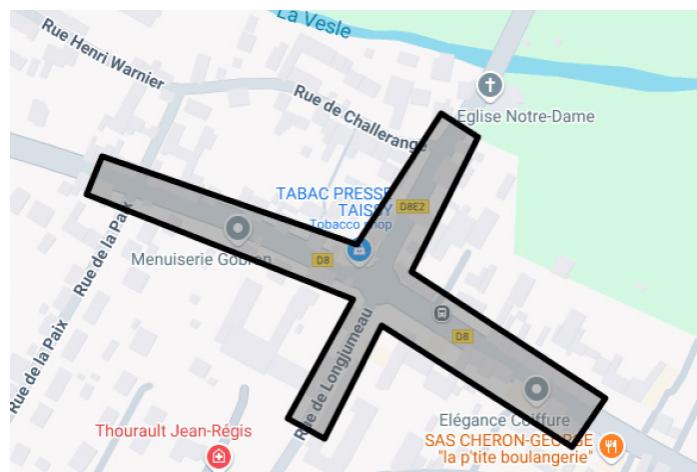 La Vesle
Rue Henri Warnier
Rue de Challerange
Eglise Notre-Dame
TABAC PRESSE
TAISSY
Tobacco shop
D8E2
Rue de la Paix
Menuiserie Gobron
D8
D8
Rue de Longjumeau
Rue de la Paix
Elégance Coiffure
Thourault Jean-Régis
SAS CHERON-GEORGE
"la p'tite boulangerie"